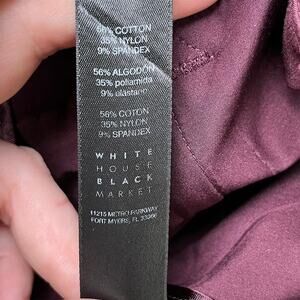 56% COTTON
35% NYLON
9% SPANDEX
56% ALGODÓN
35% poliamida
9% elastano
56% COTON
35% NYLON
9% SPANDEX
WHITE
HOUSE
BLACK
MARKET
11215 METRO PARKWAY
FORT MYERS, FL 33966